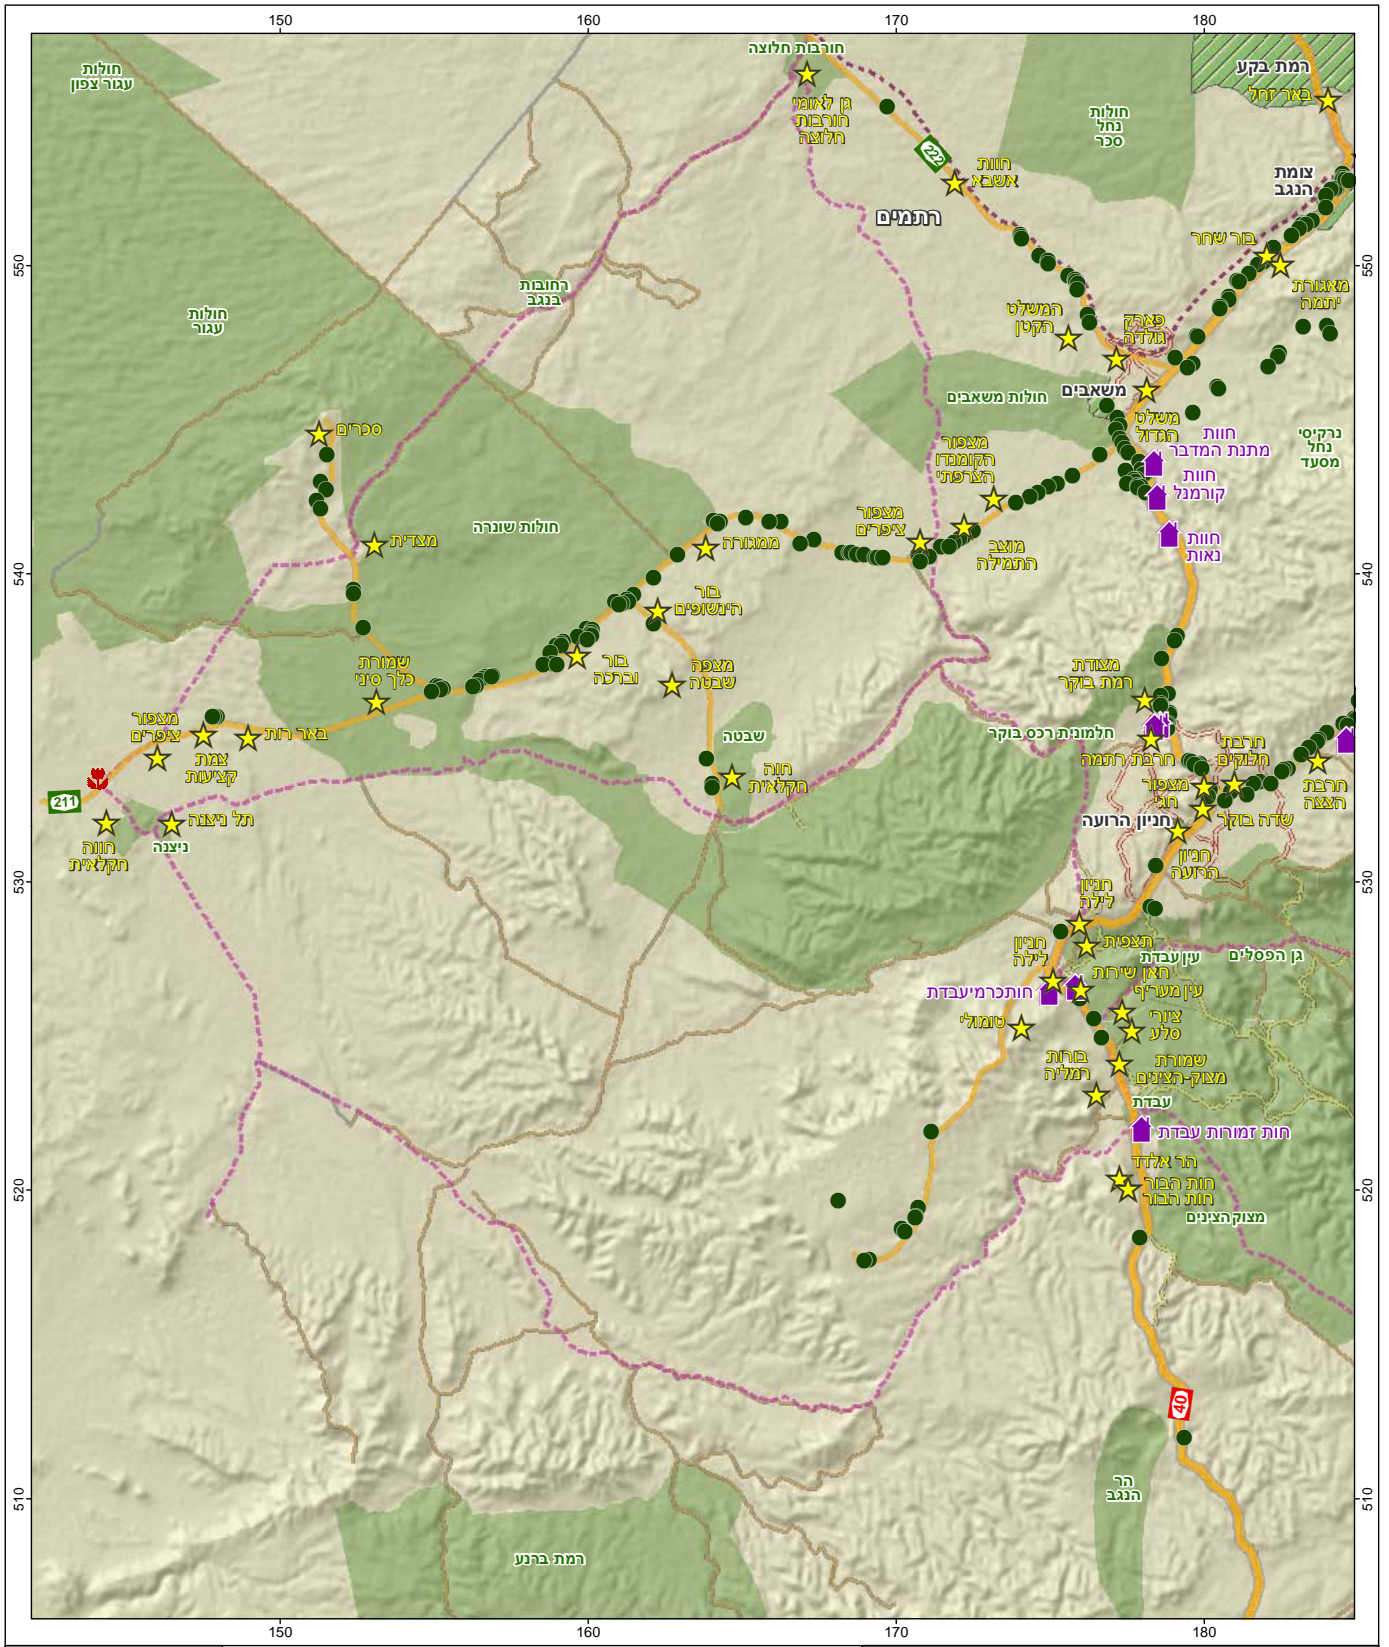 150
160
170
180
חורבות חלוצה
חולות
עגור צפון
רמת בקע
באר זחל
גן לאומי
חורבות
חלוצה
חולות
נחל
סכר
222
חוות
אשבא
צומת
הנגב
רתמים
בור שחר
550
550
רחובות
בנגב
מאגורת
יתמה
חולות
עגור
המשלט
הקטן
פארק
גולדה
משאבים
חולות משאבים
משלט
הגדול
סכרים
מצפור
הקומנדו
הצרפתי
חוות
מתנת המדבר
נרקיסי
נחל
מסעד
חוות
קורמנל
מצפור
ציפרים
חולות שונרה
מצדית
ממגורה
מוצב
התמילה
חוות
נאות
540
540
בור
הינשופים
שמורת
כלך סיני
בור
וברכה
מצפה
שבטה
מצודת
רמת בוקר
מצפור
ציפרים
באר רות
צמת
קציעות
שבטה
חלמונית רכס בוקר
חרבת רתמה
חרבת
חלוקים
חוה
חקלאית
מצפור
חגי
חרבת
הצצה
211
תל ניצנה
שדה בוקר
חניון הרועה
חווה
חקלאית
ניצנה
חניון
הרועה
530
530
חניון
לילה
חניון
לילה
תצפית
עין עבדת
גן הפסלים
חאן שירות
חותכרמיעבדת
עין מעריף
טומולי
ציורי
סלע
בורות
רמליה
שמורת
מצוק-הצינים
עבדת
חות זמורות עבדת
הר אלדד
חות הבור
חות הבור
520
520
מצוקהצינים
40
הר
הנגב
510
510
רמת ברנע
150
160
170
180